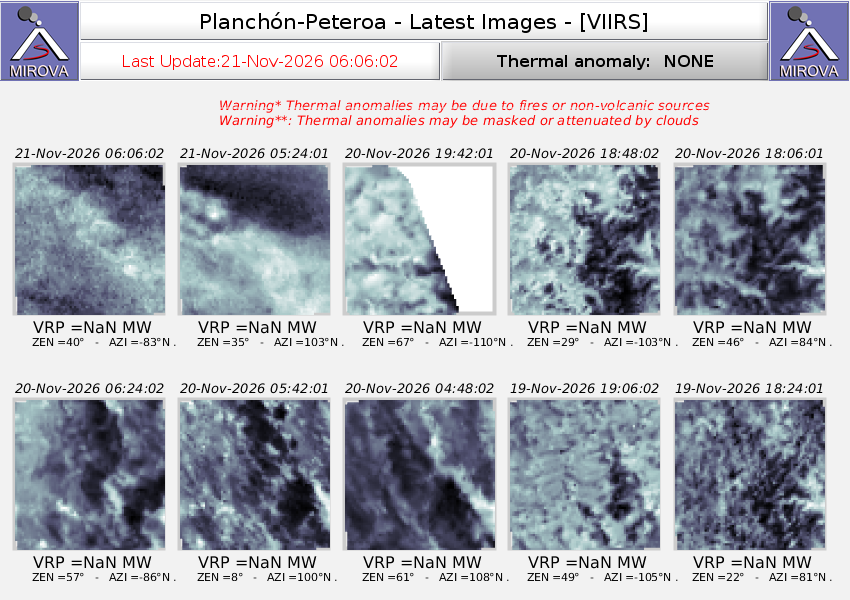 Planchón-Peteroa - Latest Images - [VIIRS]
MIROVA
Last Update:21-Nov-2026 06:06:02
Thermal anomaly: NONE
MIROVA
Warning* Thermal anomalies may be due to fires or non-volcanic sources
Warning**: Thermal anomalies may be masked or attenuated by clouds
21-Nov-2026 06:06:02
21-Nov-2026 05:24:01
20-Nov-2026 19:42:01
20-Nov-2026 18:48:02
20-Nov-2026 18:06:01
VRP =NaN MW
VRP =NaN MW
VRP =NaN MW
VRP =NaN MW
VRP =NaN MW
ZEN =40° - AZI =-83°N .
ZEN =35° - AZI =103°N .
ZEN =67° - AZI =-110°N .
ZEN =29° - AZI =-103°N .
ZEN =46° - AZI =84°N .
20-Nov-2026 06:24:02
20-Nov-2026 05:42:01
20-Nov-2026 04:48:02
19-Nov-2026 19:06:02
19-Nov-2026 18:24:01
VRP =NaN MW
VRP =NaN MW
VRP =NaN MW
VRP =NaN MW
VRP =NaN MW
ZEN =57° - AZI =-86°N .
ZEN =8° - AZI =100°N .
ZEN =61° - AZI =108°N .
ZEN =49° - AZI =-105°N .
ZEN =22° - AZI =81°N .